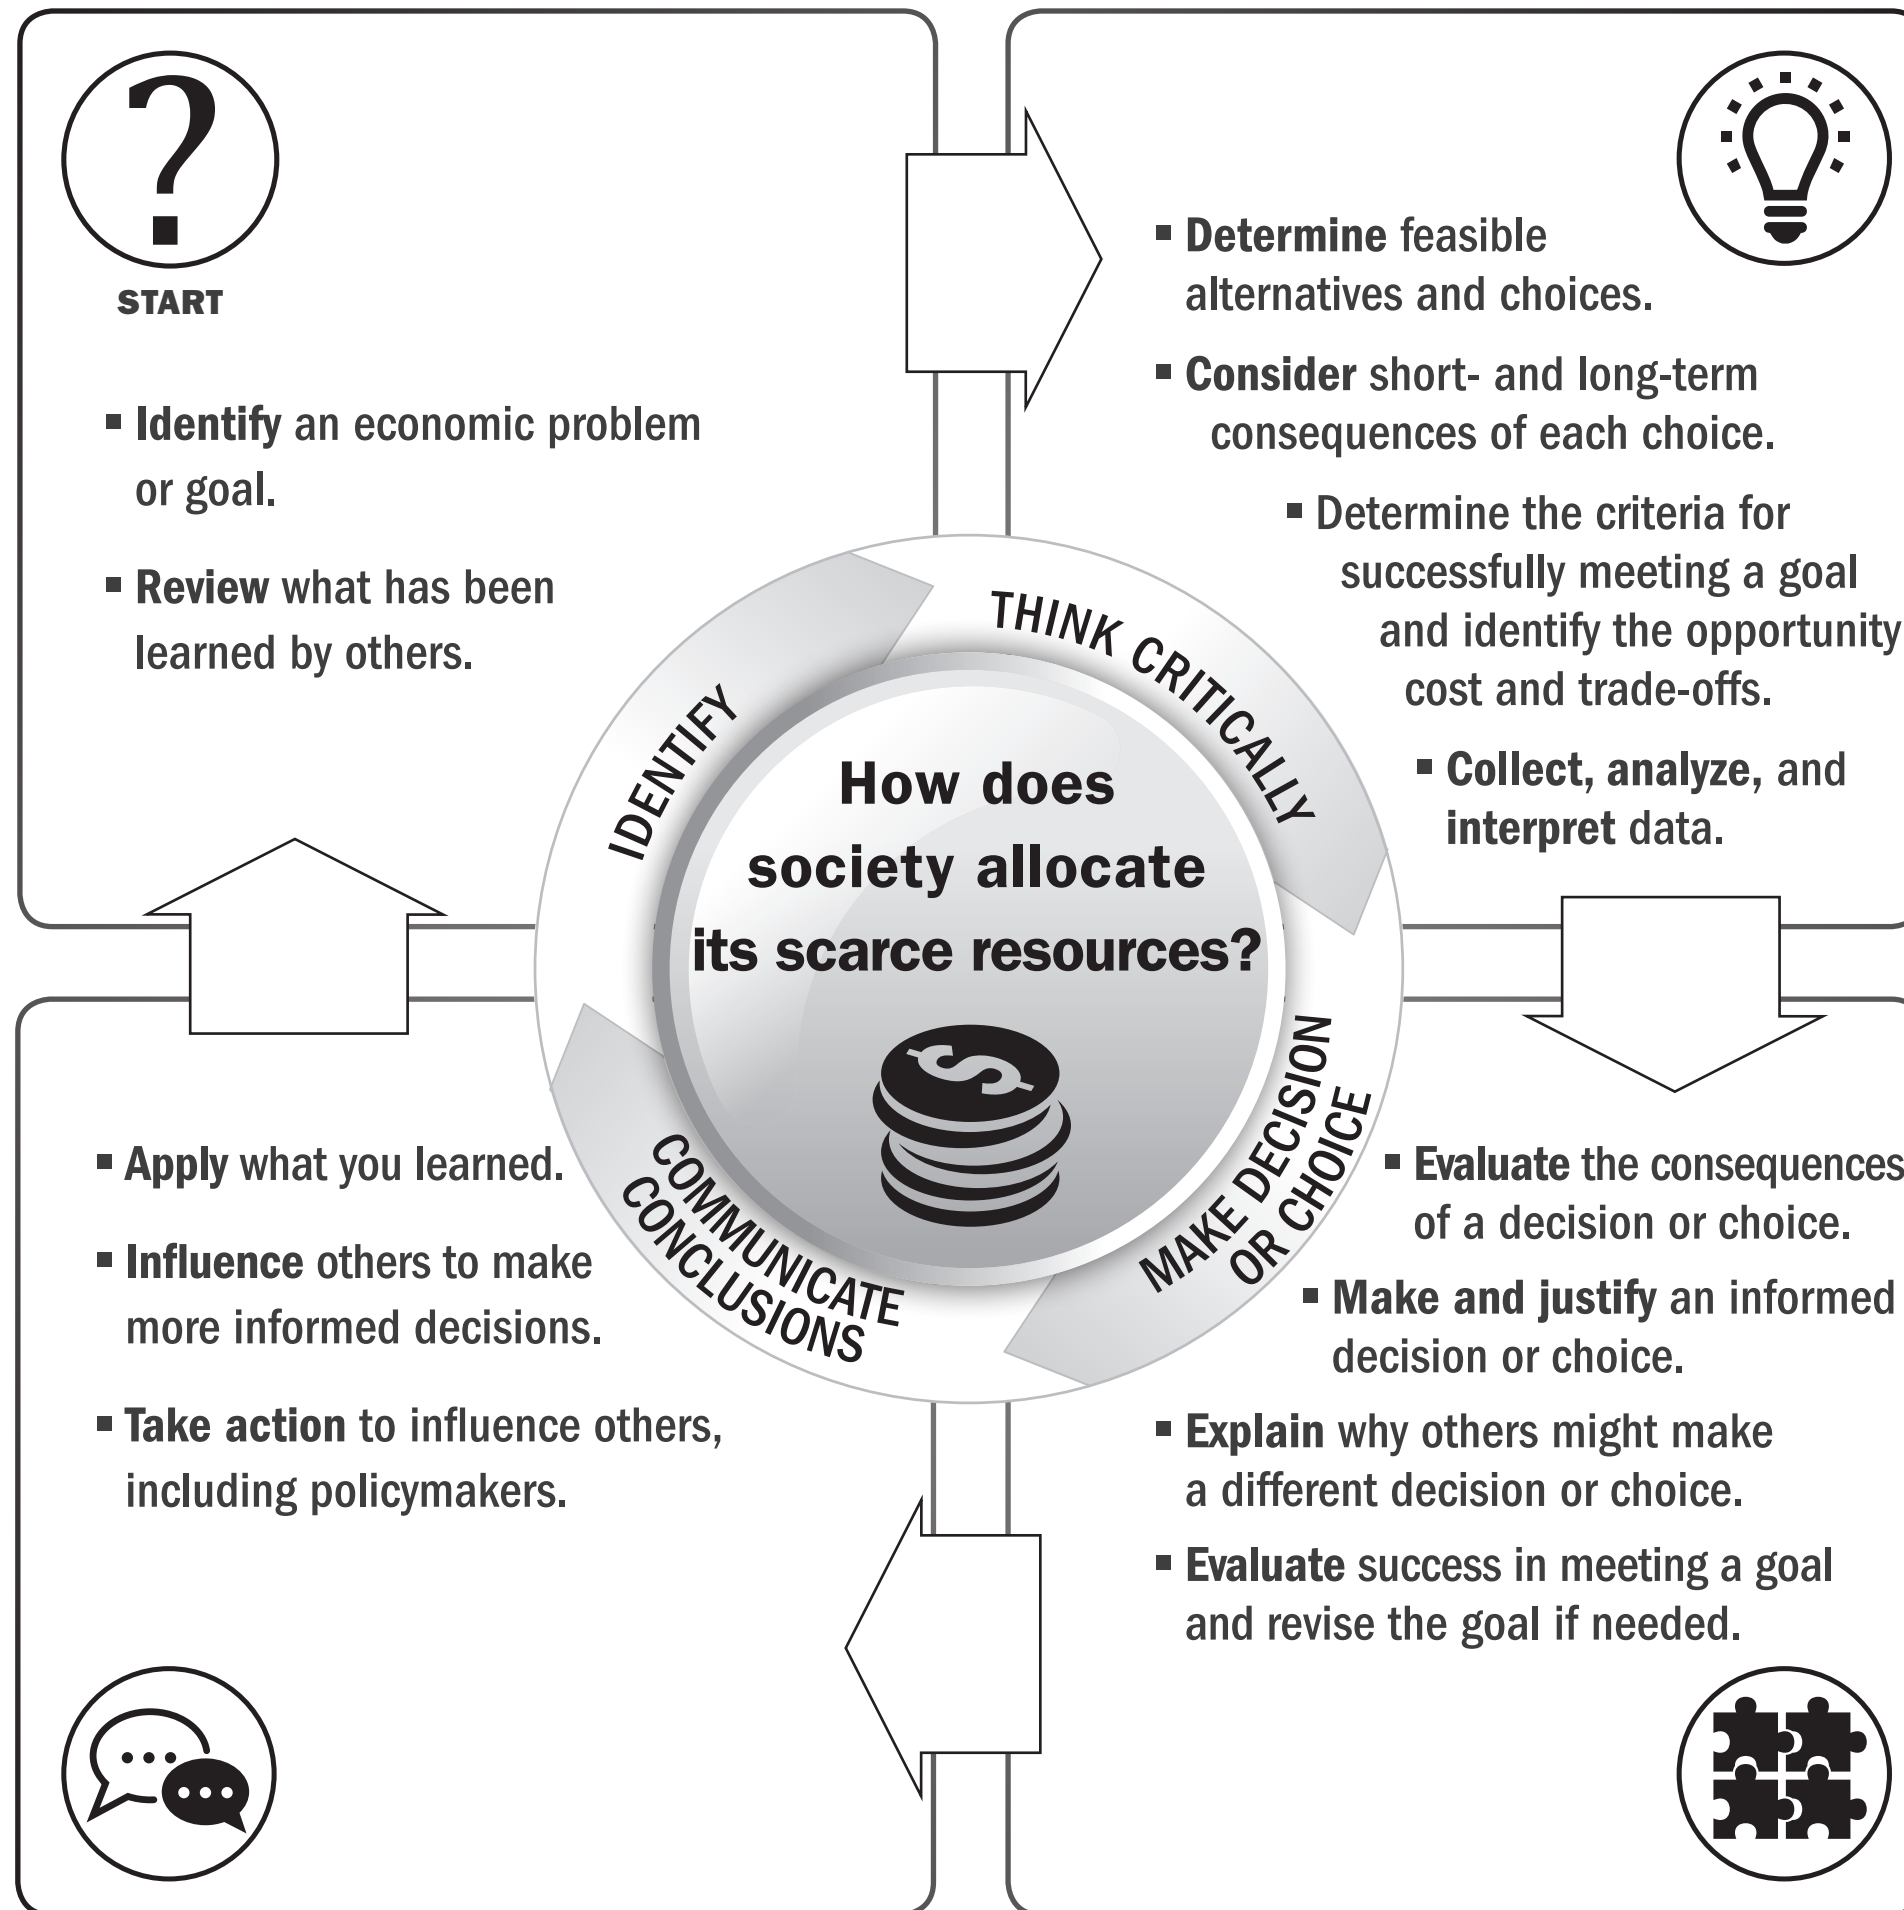 START
▪ Identify an economic problem
or goal.
▪ Review what has been
learned by others.
▪ Determine feasible
alternatives and choices.
▪ Consider short- and long-term
consequences of each choice.
▪ Determine the criteria for
successfully meeting a goal
and identify the opportunity
cost and trade-offs.
▪ Collect, analyze, and
interpret data.
IDENTIFY
THINK CRITICALLY
MAKE DECISION
OR CHOICE
COMMUNICATE
CONCLUSIONS
How does
society allocate
its scarce resources?
$
▪ Evaluate the consequences
of a decision or choice.
▪ Make and justify an informed
decision or choice.
▪ Explain why others might make
a different decision or choice.
▪ Evaluate success in meeting a goal
and revise the goal if needed.
▪ Apply what you learned.
▪ Influence others to make
more informed decisions.
▪ Take action to influence others,
including policymakers.